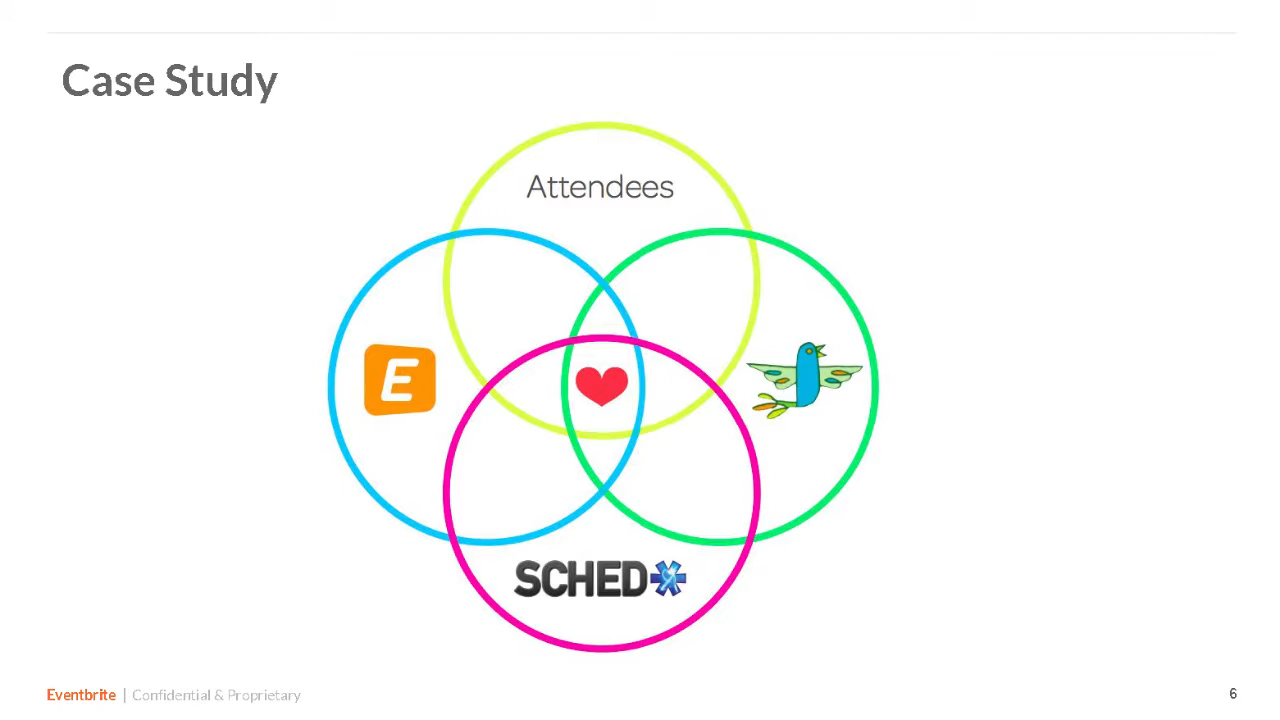 Case Study
Attendees
E
SCHED
Eventbrite | Confidential & Proprietary
6